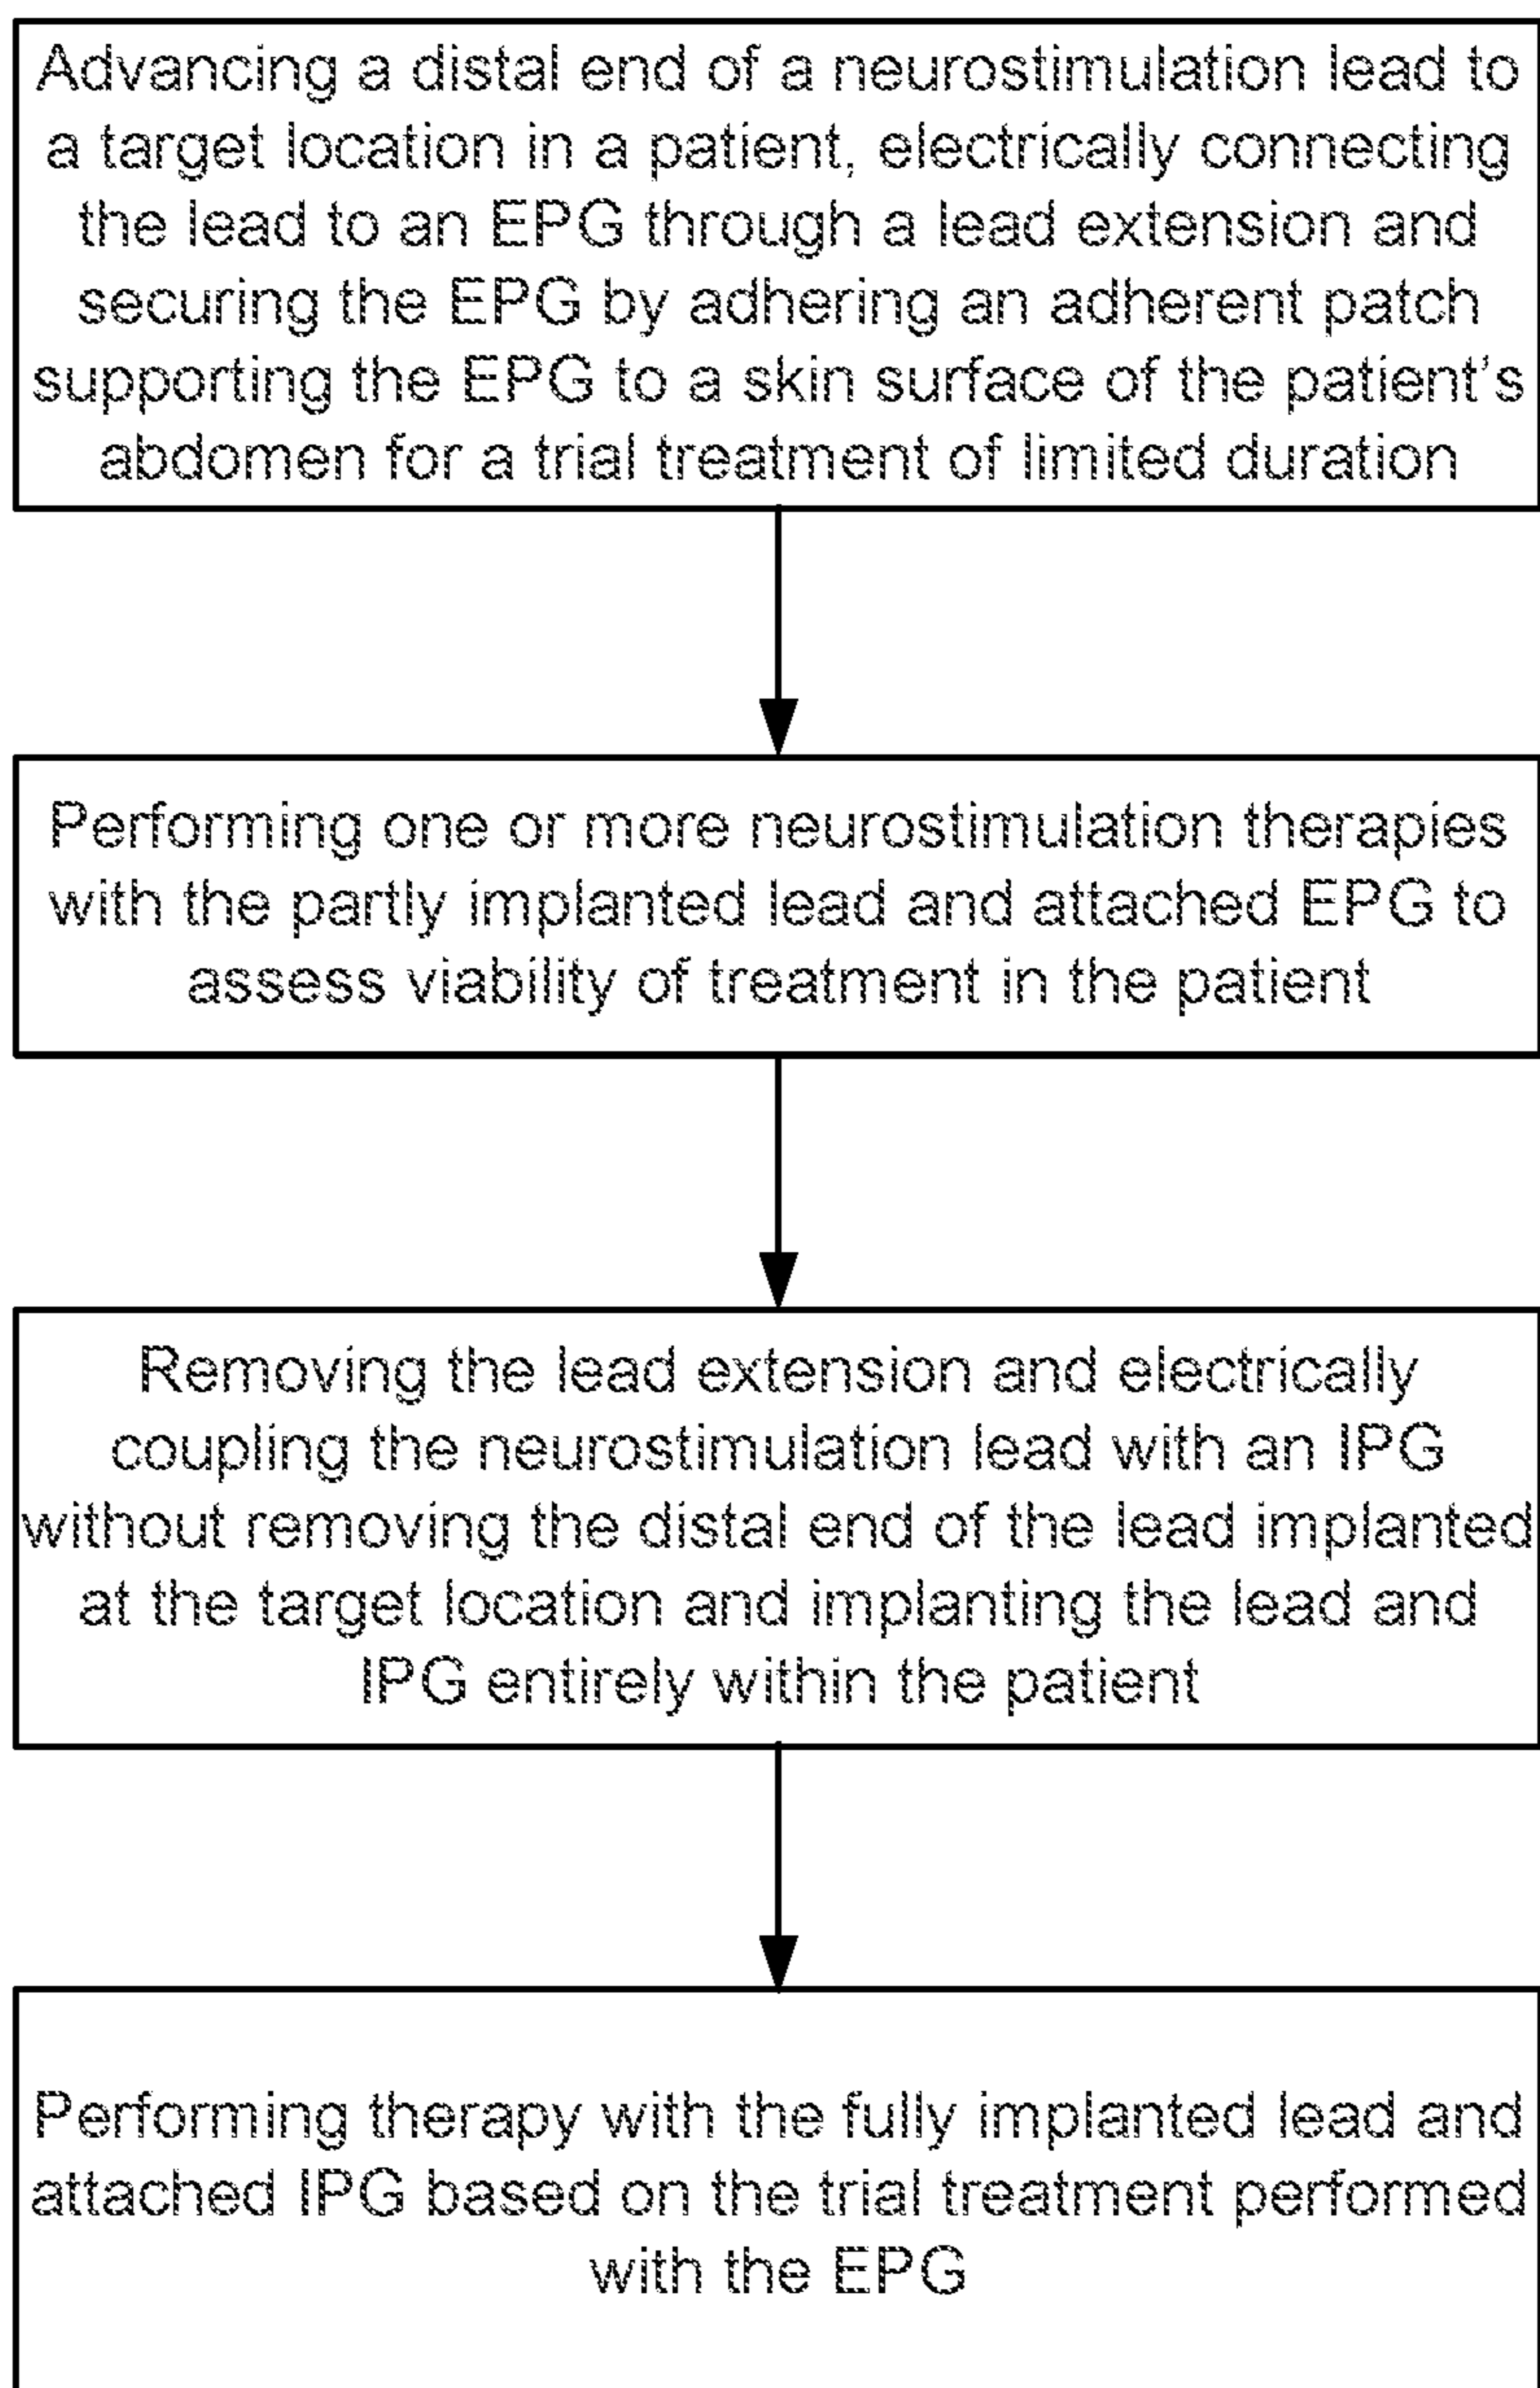 Advancing a distal end of a neurostimulation lead to
a target location in a patient, electrically connecting
the lead to an EPG through a lead extension and
securing the EPG by adhering an adherent patch
supporting the EPG to a skin surface of the patient's
abdomen for a trial treatment of limited duration
Performing one or more neurostimulation therapies
with the partly implanted lead and attached EPG to
assess viability of treatment in the patient
Removing the lead extension and electrically
coupling the neurostimulation lead with an IPG
without removing the distal end of the lead implanted
at the target location and implanting the lead and
IPG entirely within the patient
Performing therapy with the fully implanted lead and
attached IPG based on the trial treatment performed
with the EPG